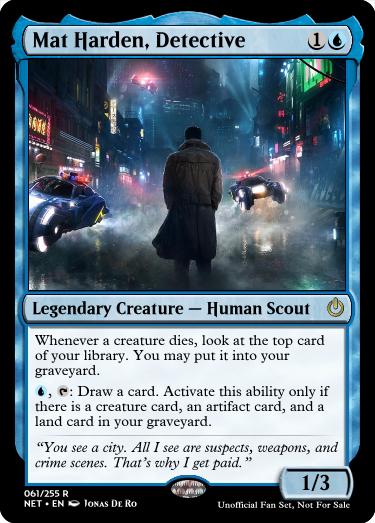 Mat Harden, Detective 1
Legendary Creature — Human Scout
Whenever a creature dies, look at the top card
of your library. You may put it into your
graveyard.
, : Draw a card. Activate this ability only if
there is a creature card, an artifact card, and a
land card in your graveyard.
“You see a city. All I see are suspects, weapons, and
crime scenes. That's why I get paid.”
1/3
061/255 R
NET • EN Jonas De Ro
Unofficial Fan Set, Not For Sale